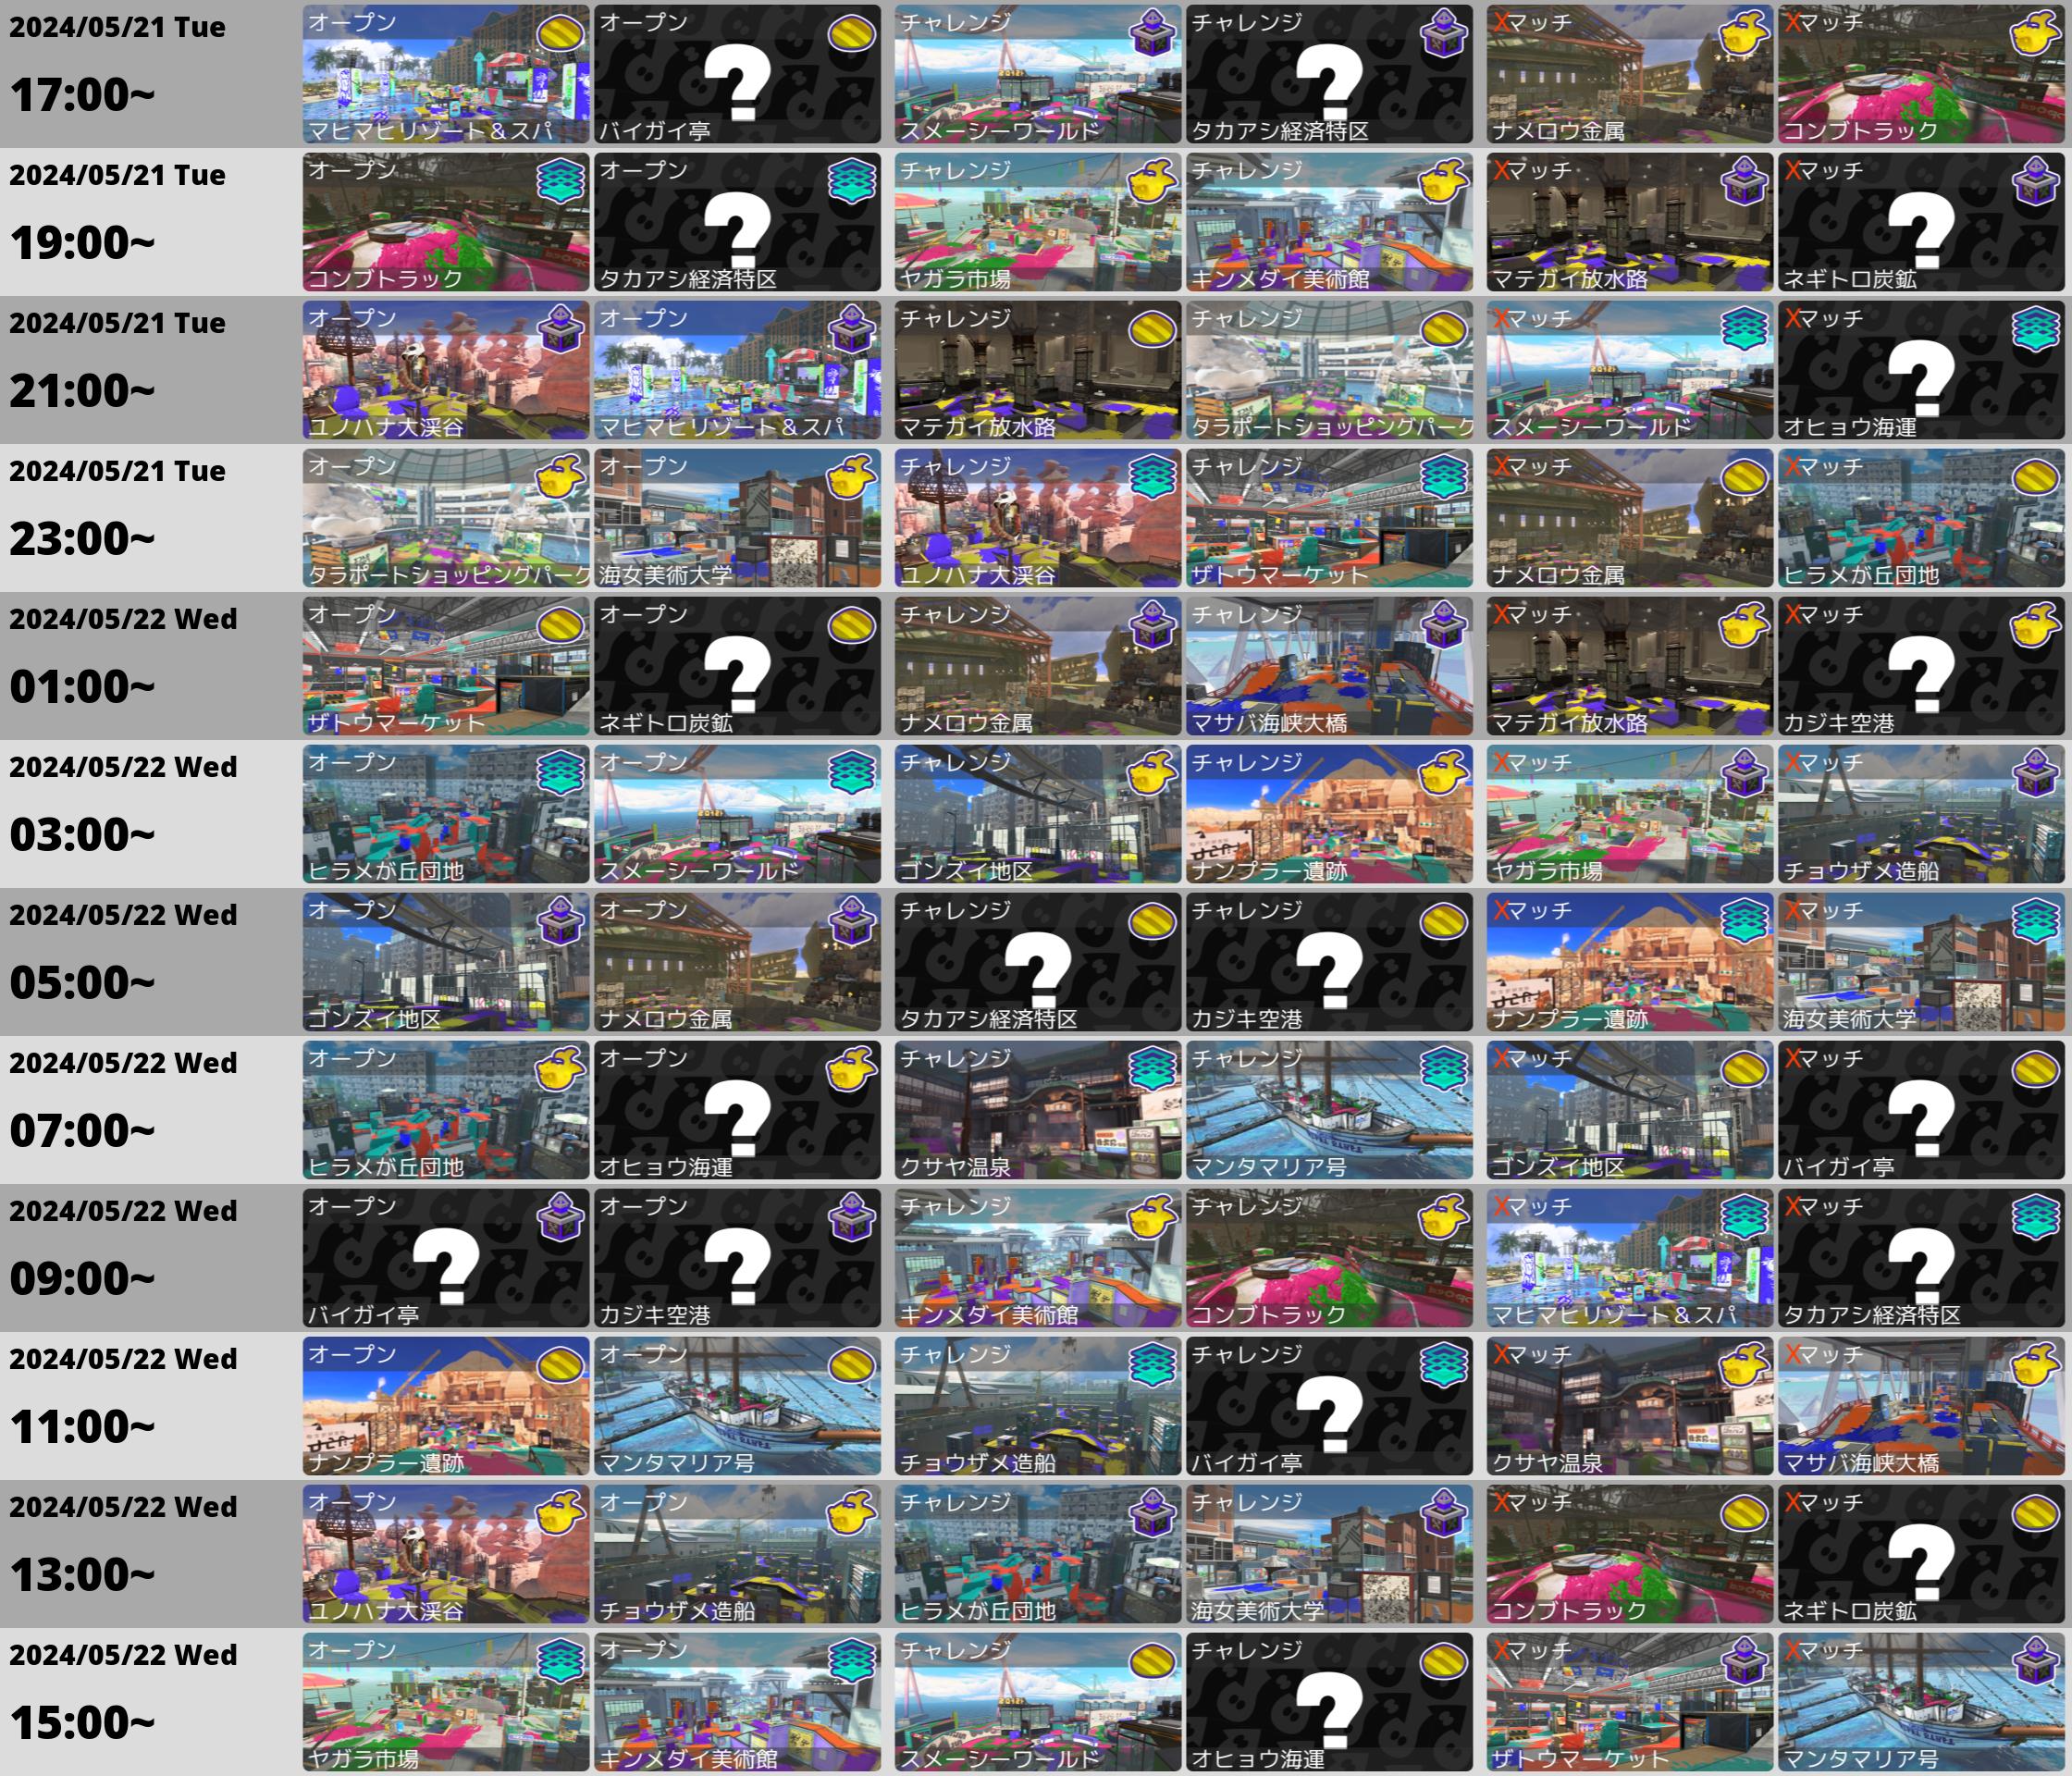 2024/05/21 Tue
17:00~
オープン
マヒマヒリゾート＆スパ
オープン
バイガイ亭
チャレンジ
スメーシーワールド
チャレンジ
タカアシ経済特区
Xマッチ
ナメロウ金属
Xマッチ
コンブトラック
2024/05/21 Tue
19:00~
オープン
コンブトラック
オープン
タカアシ経済特区
チャレンジ
ヤガラ市場
チャレンジ
キンメダイ美術館
Xマッチ
マテガイ放水路
Xマッチ
ネギトロ炭鉱
2024/05/21 Tue
21:00~
オープン
ユノハナ大渓谷
オープン
マヒマヒリゾート＆スパ
チャレンジ
マテガイ放水路
チャレンジ
タラポートショッピングパーク
Xマッチ
スメーシーワールド
Xマッチ
オヒョウ海運
2024/05/21 Tue
23:00~
オープン
タラポートショッピングパーク
オープン
海女美術大学
チャレンジ
ユノハナ大渓谷
チャレンジ
ザトウマーケット
Xマッチ
ナメロウ金属
Xマッチ
ヒラメが丘団地
2024/05/22 Wed
01:00~
オープン
ザトウマーケット
オープン
ネギトロ炭鉱
チャレンジ
ナメロウ金属
チャレンジ
マサバ海峡大橋
Xマッチ
マテガイ放水路
Xマッチ
カジキ空港
2024/05/22 Wed
03:00~
オープン
ヒラメが丘団地
オープン
スメーシーワールド
チャレンジ
ゴンズイ地区
チャレンジ
ナンプラー遺跡
Xマッチ
ヤガラ市場
Xマッチ
チョウザメ造船
2024/05/22 Wed
05:00~
オープン
ゴンズイ地区
オープン
ナメロウ金属
チャレンジ
タカアシ経済特区
チャレンジ
カジキ空港
Xマッチ
ナンプラー遺跡
Xマッチ
海女美術大学
2024/05/22 Wed
07:00~
オープン
ヒラメが丘団地
オープン
オヒョウ海運
チャレンジ
クサヤ温泉
チャレンジ
マンタマリア号
Xマッチ
ゴンズイ地区
Xマッチ
バイガイ亭
2024/05/22 Wed
09:00~
オープン
バイガイ亭
オープン
カジキ空港
チャレンジ
キンメダイ美術館
チャレンジ
コンブトラック
Xマッチ
マヒマヒリゾート＆スパ
Xマッチ
タカアシ経済特区
2024/05/22 Wed
11:00~
オープン
ナンプラー遺跡
オープン
マンタマリア号
チャレンジ
チョウザメ造船
チャレンジ
バイガイ亭
Xマッチ
クサヤ温泉
Xマッチ
マサバ海峡大橋
2024/05/22 Wed
13:00~
オープン
ユノハナ大渓谷
オープン
チョウザメ造船
チャレンジ
ヒラメが丘団地
チャレンジ
海女美術大学
Xマッチ
コンブトラック
Xマッチ
ネギトロ炭鉱
2024/05/22 Wed
15:00~
オープン
ヤガラ市場
オープン
キンメダイ美術館
チャレンジ
スメーシーワールド
チャレンジ
オヒョウ海運
Xマッチ
ザトウマーケット
Xマッチ
マンタマリア号